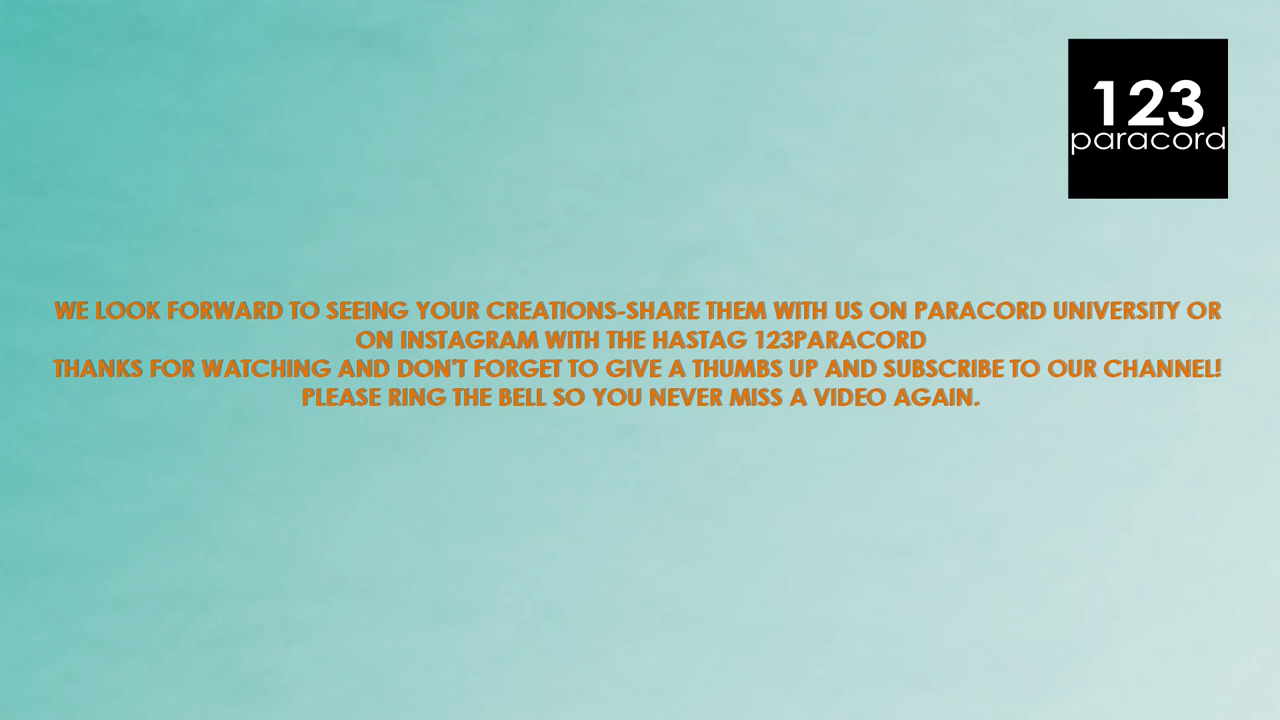 123
paracord
WE LOOK FORWARD TO SEEING YOUR CREATIONS-SHARE THEM WITH US ON PARACORD UNIVERSITY OR
ON INSTAGRAM WITH THE HASTAG 123PARACORD
THANKS FOR WATCHING AND DON'T FORGET TO GIVE A THUMBS UP AND SUBSCRIBE TO OUR CHANNEL!
PLEASE RING THE BELL SO YOU NEVER MISS A VIDEO AGAIN.